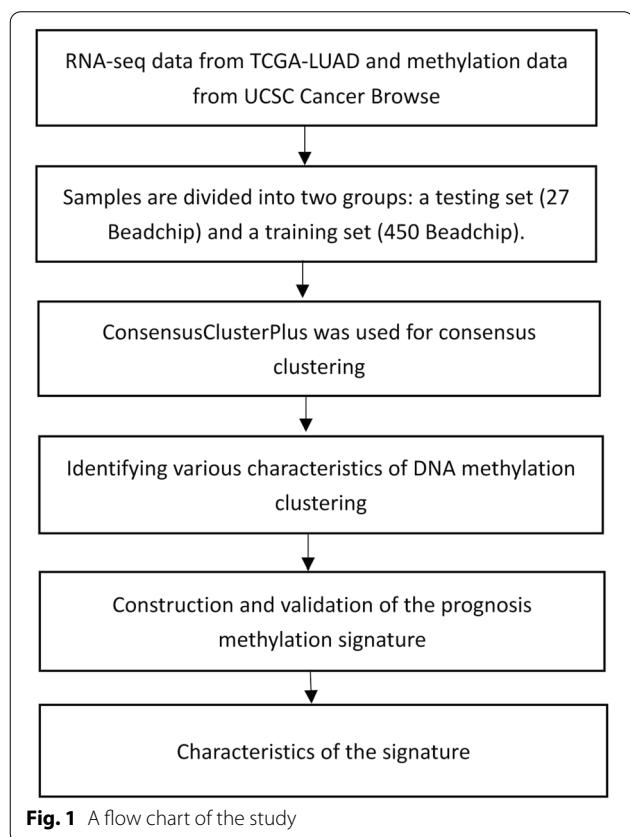 RNA-seq data from TCGA-LUAD and methylation data
from UCSC Cancer Browse
Samples are divided into two groups: a testing set (27
Beadchip) and a training set (450 Beadchip).
ConsensusClusterPlus was used for consensus
clustering
Identifying various characteristics of DNA methylation
clustering
Construction and validation of the prognosis
methylation signature
Characteristics of the signature
Fig. 1 A flow chart of the study